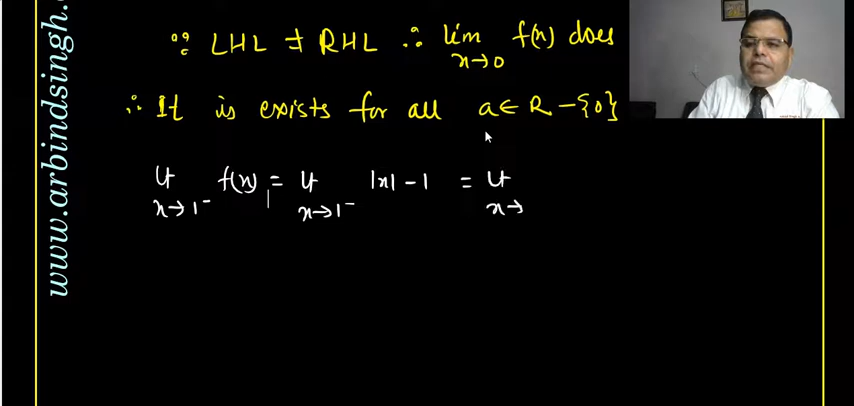 ∵ LHL ≠ RHL ∴ lim x→0 f(x) does
∴ It is exists for all a ∈ R - {0}
Lt x→1⁻ f(x) = Lt x→1⁻ |x| - 1 = Lt x→
www.arbindsingh.